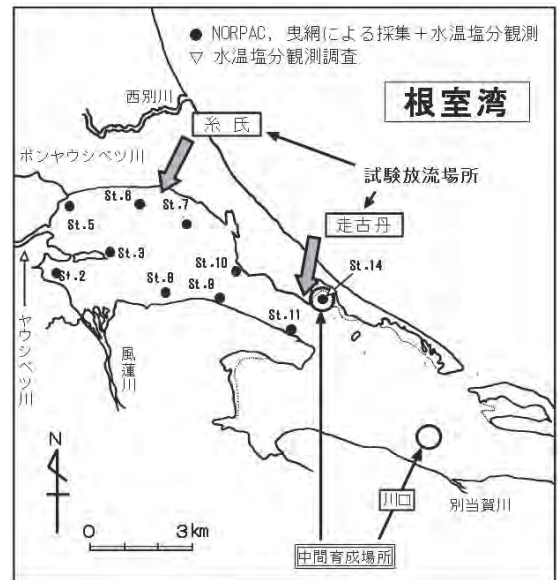 ● NORPAC, 曳網による採集＋水温塩分観測
▽ 水温塩分観測調査
根室湾
西別川
糸氏
ポンヤウシベツ川
試験放流場所
走古丹
St.6
St.7
St.5
St.3
St.10
St.14
St.2
St.8
St.9
St.11
ヤウシベツ川
風蓮川
N
0 3km
川口
別当賀川
中間育成場所